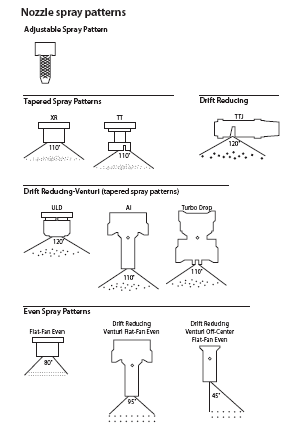 Nozzle spray patterns
Adjustable Spray Pattern
Tapered Spray Patterns
Drift Reducing
XR
TT
TTJ
110°
110°
120°
Drift Reducing-Venturi (tapered spray patterns)
ULD
AI
Turbo Drop
120°
110°
110°
Even Spray Patterns
Flat-Fan Even
Drift Reducing
Venturi Flat-Fan Even
Drift Reducing
Venturi Off-Center
Flat-Fan Even
80°
95°
45°